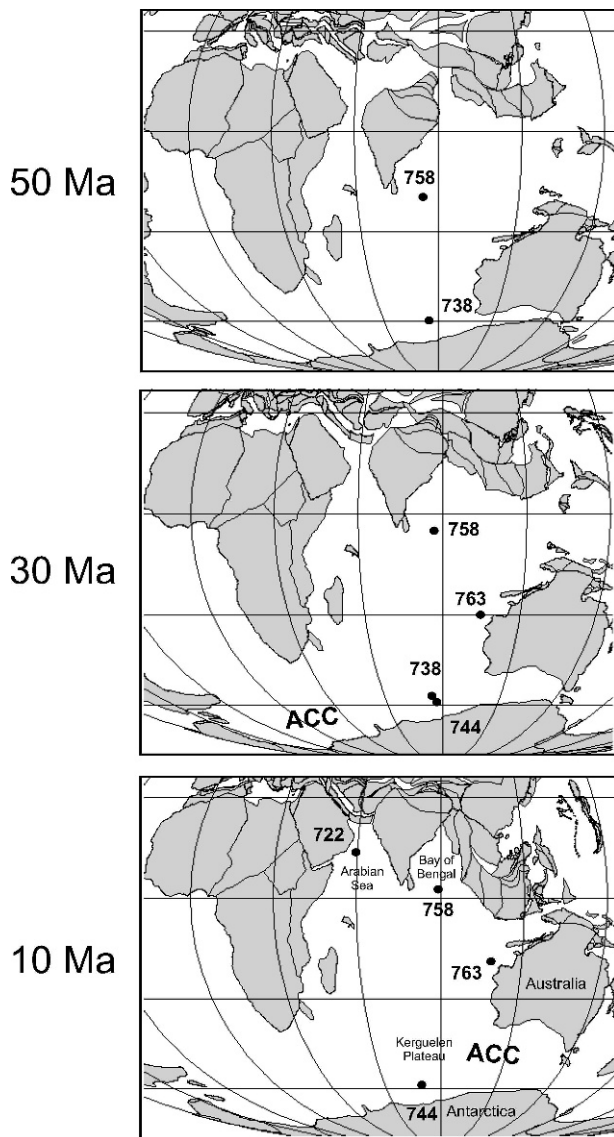 50 Ma
758
738
30 Ma
758
763
738
ACC
744
10 Ma
722
Arabian
Sea
Bay of
Bengal
758
763
Australia
Kerguelen
Plateau
ACC
744
Antarctica